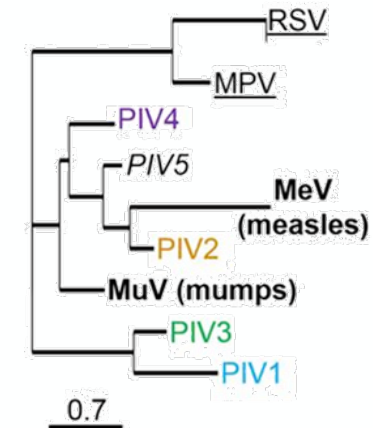 RSV
MPV
PIV4
PIV5
MeV
(measles)
PIV2
MuV (mumps)
PIV3
PIV1
0.7